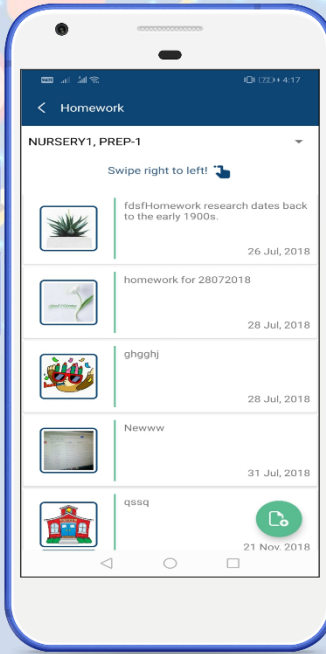 4:17
Homework
NURSERY1, PREP-1
Swipe right to left!
fdsfHomework research dates back
to the early 1900s.
26 Jul, 2018
homework for 28072018
28 Jul, 2018
ghgghj
28 Jul, 2018
Newww
31 Jul, 2018
qssq
21 Nov, 2018